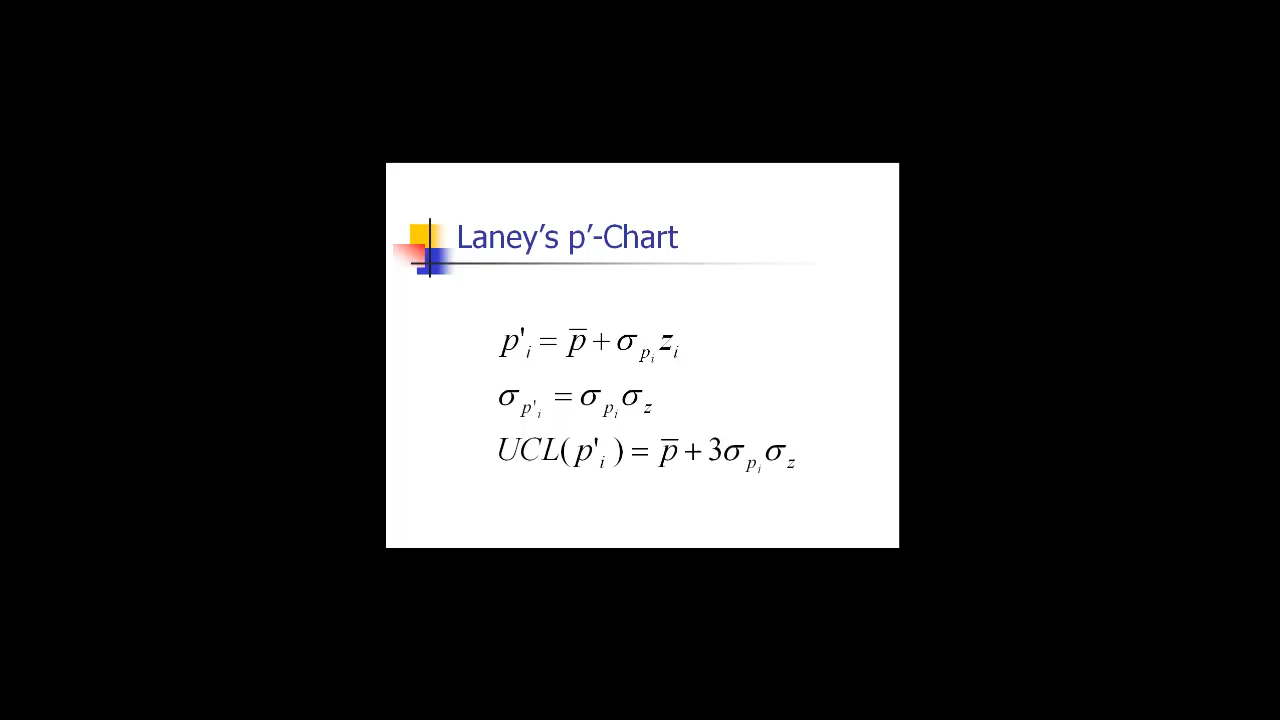 Laney's p'-Chart
p'ᵢ = p̅ + σ_{pᵢ} zᵢ
σ_{p'ᵢ} = σ_{pᵢ} σ_z
UCL(p'ᵢ) = p̅ + 3σ_{pᵢ} σ_z